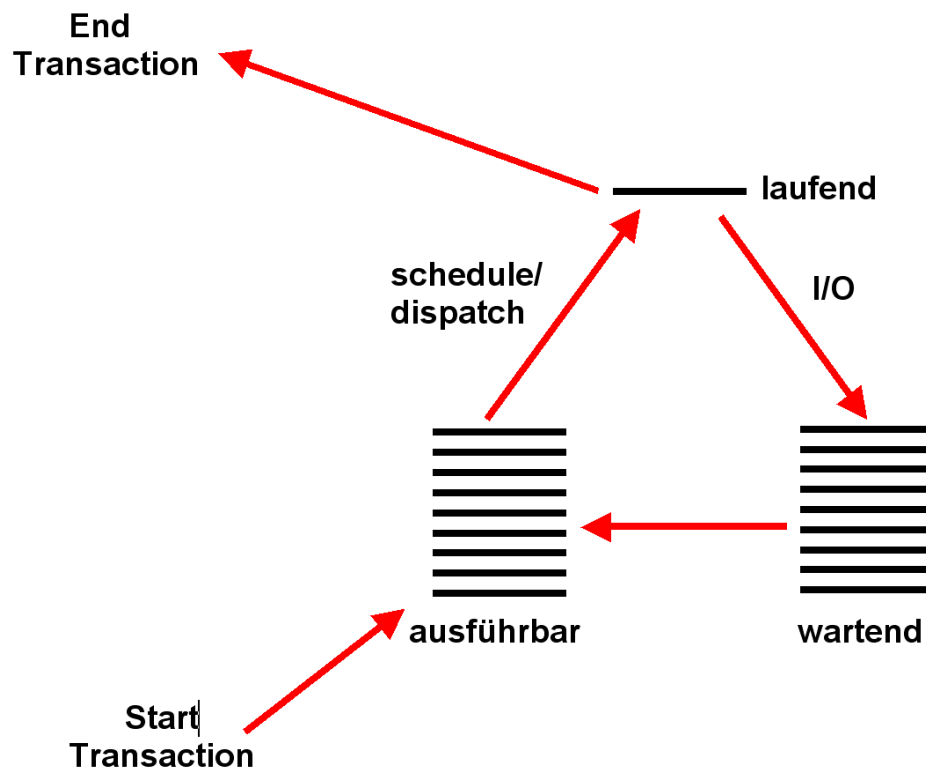 End
Transaction
laufend
schedule/
dispatch
I/O
ausführbar
wartend
Start
Transaction